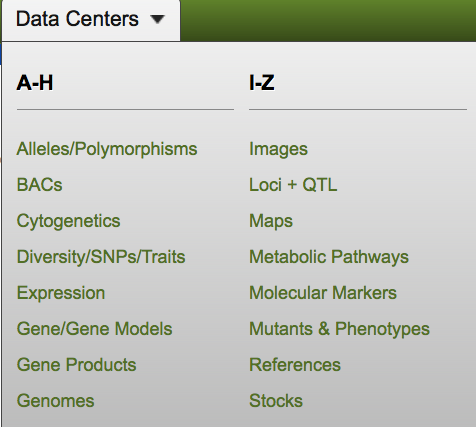 Data Centers
A-H
Alleles/Polymorphisms
BACs
Cytogenetics
Diversity/SNPs/Traits
Expression
Gene/Gene Models
Gene Products
Genomes
I-Z
Images
Loci + QTL
Maps
Metabolic Pathways
Molecular Markers
Mutants & Phenotypes
References
Stocks